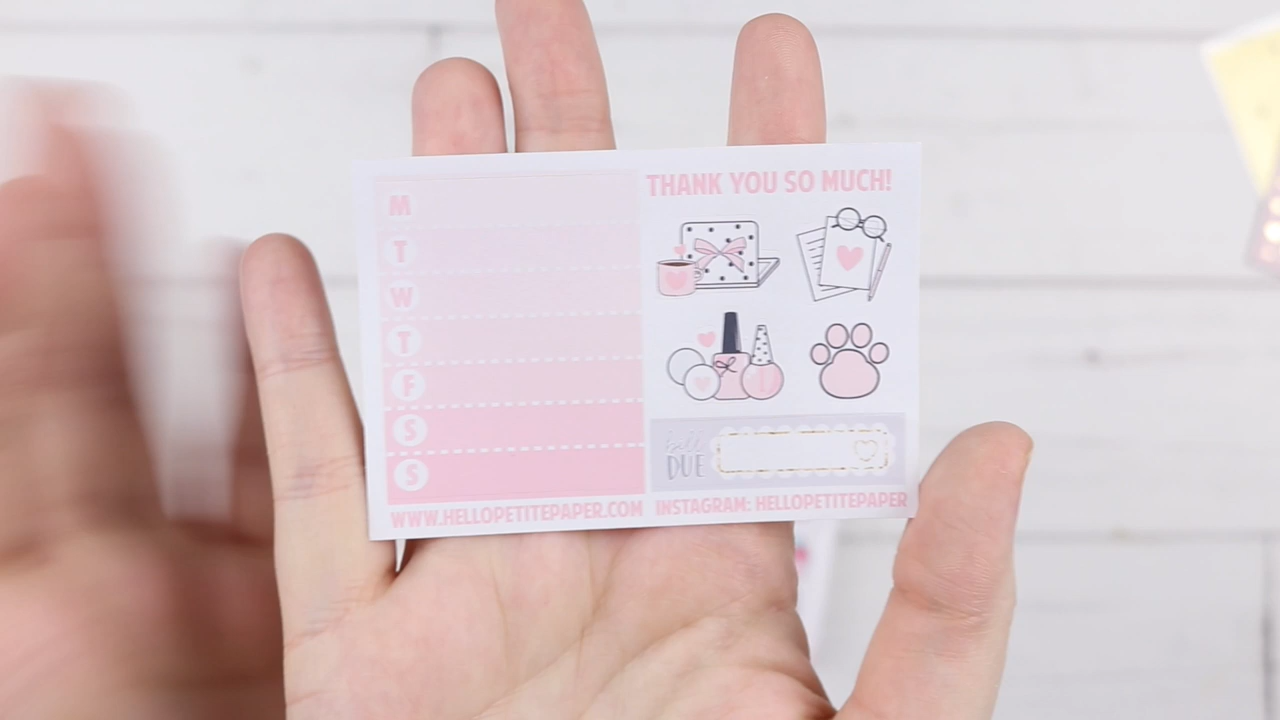 M
T
W
T
F
S
S
THANK YOU SO MUCH!
bill
DUE
WWW.HELLOPETITEPAPER.COM INSTAGRAM: HELLOPETITEPAPER